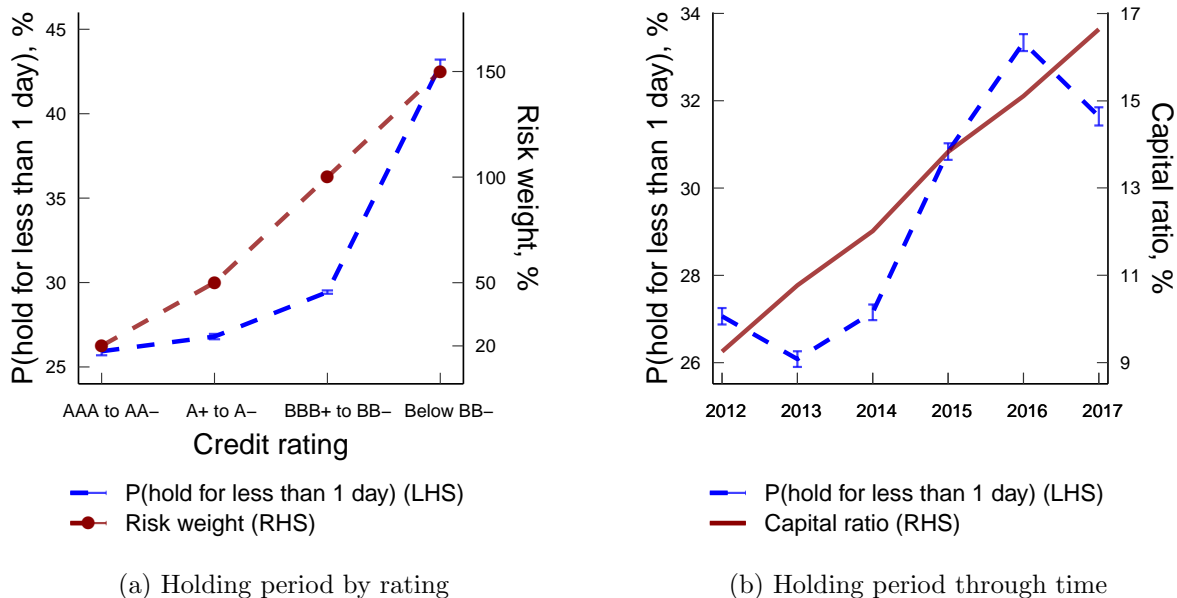 P(hold for less than 1 day), %
45
40
35
30
25
150
100
50
20
Risk weight, %
AAA to AA−
A+ to A−
BBB+ to BB−
Below BB−
Credit rating
P(hold for less than 1 day) (LHS)
Risk weight (RHS)
(a) Holding period by rating
P(hold for less than 1 day), %
34
32
30
28
26
17
15
13
11
9
Capital ratio, %
2012
2013
2014
2015
2016
2017
P(hold for less than 1 day) (LHS)
Capital ratio (RHS)
(b) Holding period through time